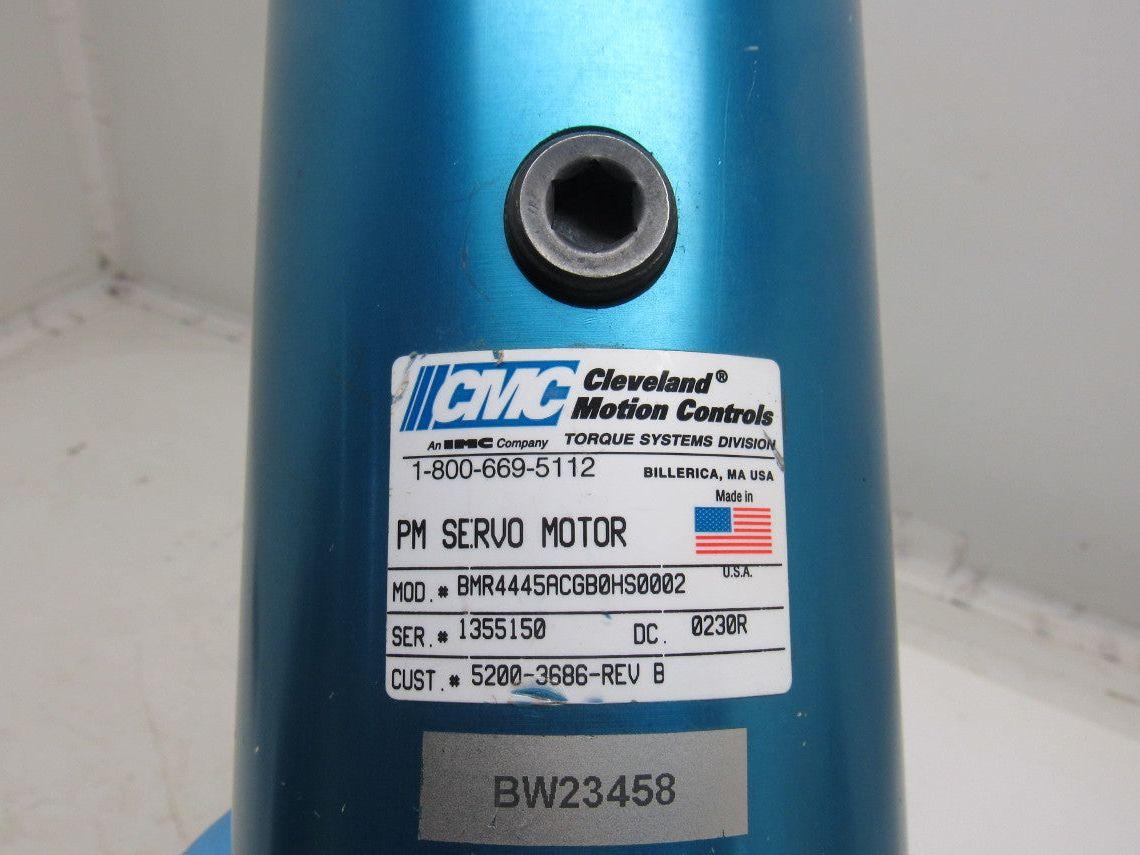 CMC Cleveland®
Motion Controls
An IMC Company TORQUE SYSTEMS DIVISION
1-800-669-5112 BILLERICA, MA USA
Made in
PM SERVO MOTOR
U.S.A.
MOD.# BMR4445ACGB0HS0002
SER.# 1355150 DC. 0230R
CUST.# 5200-3686-REV B
BW23458